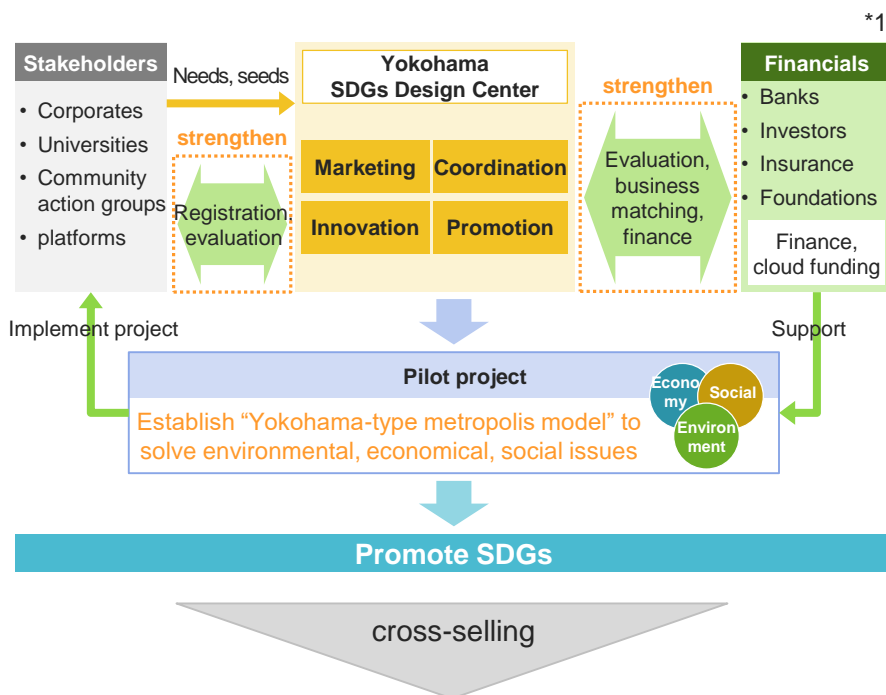 *1
Stakeholders
• Corporates
• Universities
• Community
action groups
• platforms
Needs, seeds
strengthen
Registration,
evaluation
Yokohama
SDGs Design Center
Marketing
Coordination
Innovation
Promotion
strengthen
Evaluation,
business
matching,
finance
Financials
• Banks
• Investors
• Insurance
• Foundations
Finance,
cloud funding
Implement project
Support
Pilot project
Establish “Yokohama-type metropolis model” to
solve environmental, economical, social issues
Econo
my
Social
Environ
ment
Promote SDGs
cross-selling